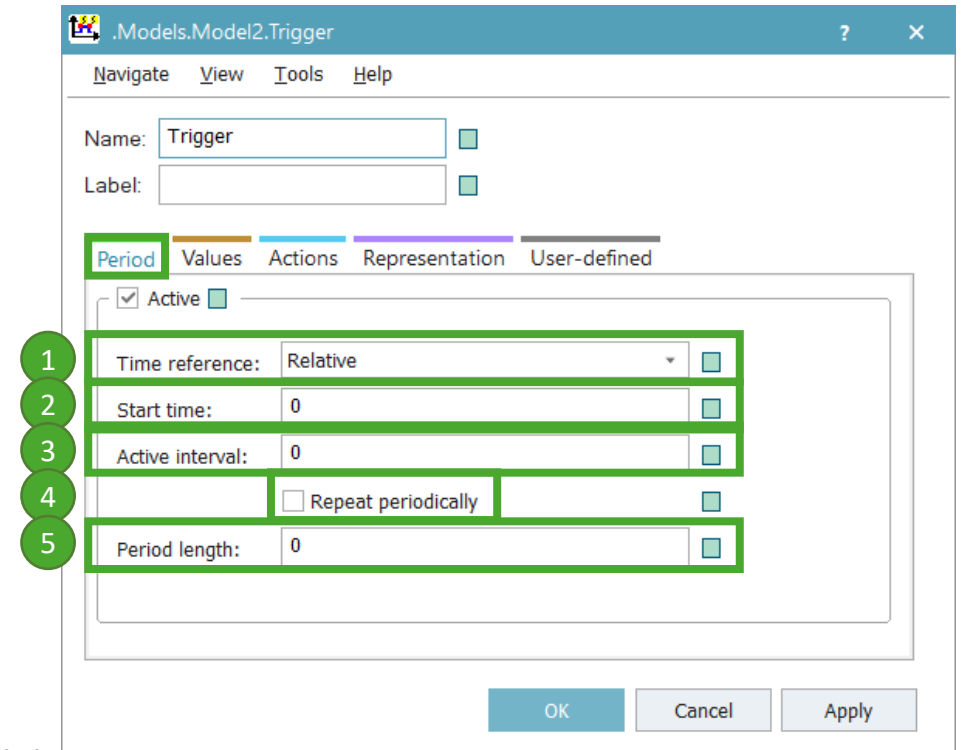 .Models.Model2.Trigger ? ×
Navigate View Tools Help
Name: Trigger
Label:
Period Values Actions Representation User-defined
Active
1 Time reference: Relative
2 Start time: 0
3 Active interval: 0
4 Repeat periodically
5 Period length: 0
OK Cancel Apply